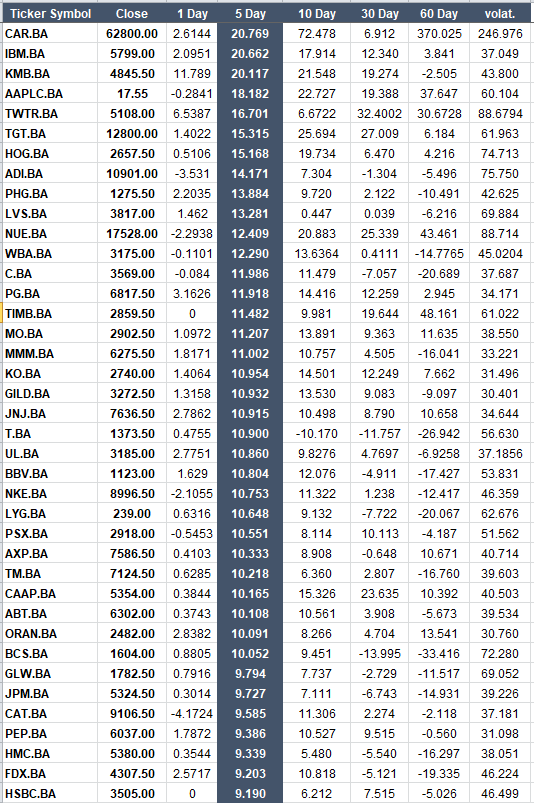 Ticker Symbol Close 1 Day 5 Day 10 Day 30 Day 60 Day volat.
CAR.BA 62800.00 2.6144 20.769 72.478 6.912 370.025 246.976
IBM.BA 5799.00 2.0951 20.662 17.914 12.340 3.841 37.049
KMB.BA 4845.50 11.789 20.117 21.548 19.274 -2.505 43.800
AAPLC.BA 17.55 -0.2841 18.182 22.727 19.388 37.647 60.104
TWTR.BA 5108.00 6.5387 16.701 6.6722 32.4002 30.6728 88.6794
TGT.BA 12800.00 1.4022 15.315 25.694 27.009 6.184 61.963
HOG.BA 2657.50 0.5106 15.168 19.734 6.470 4.216 74.713
ADI.BA 10901.00 -3.531 14.171 7.304 -1.304 -5.496 75.750
PHG.BA 1275.50 2.2035 13.884 9.720 2.122 -10.491 42.625
LVS.BA 3817.00 1.462 13.281 0.447 0.039 -6.216 69.884
NUE.BA 17528.00 -2.2938 12.409 20.883 25.339 43.461 88.714
WBA.BA 3175.00 -0.1101 12.290 13.6364 0.4111 -14.7765 45.0204
C.BA 3569.00 -0.084 11.986 11.479 -7.057 -20.689 37.687
PG.BA 6817.50 3.1626 11.918 14.416 12.259 2.945 34.171
TIMB.BA 2859.50 0 11.482 9.981 19.644 48.161 61.022
MO.BA 2902.50 1.0972 11.207 13.891 9.363 11.635 38.550
MMM.BA 6275.50 1.8171 11.002 10.757 4.505 -16.041 33.221
KO.BA 2740.00 1.4064 10.954 14.501 12.249 7.662 31.496
GILD.BA 3272.50 1.3158 10.932 13.530 9.083 -9.097 30.401
JNJ.BA 7636.50 2.7862 10.915 10.498 8.790 10.658 34.644
T.BA 1373.50 0.4755 10.900 -10.170 -11.757 -26.942 56.630
UL.BA 3185.00 2.7751 10.860 9.8276 4.7697 -6.9258 37.1856
BBV.BA 1123.00 1.629 10.804 12.076 -4.911 -17.427 53.831
NKE.BA 8996.50 -2.1055 10.753 11.322 1.238 -12.417 46.359
LYG.BA 239.00 0.6316 10.648 9.132 -7.722 -20.067 62.676
PSX.BA 2918.00 -0.5453 10.551 8.114 10.113 -4.187 51.562
AXP.BA 7586.50 0.4103 10.333 8.908 -0.648 10.671 40.714
TM.BA 7124.50 0.6285 10.218 6.360 2.807 -16.760 39.603
CAAP.BA 5354.00 0.3844 10.165 15.326 23.635 10.392 40.503
ABT.BA 6302.00 0.3743 10.108 10.561 3.908 -5.673 39.534
ORAN.BA 2482.00 2.8382 10.091 8.266 4.704 13.541 30.760
BCS.BA 1604.00 0.8805 10.052 9.451 -13.995 -33.416 72.280
GLW.BA 1782.50 0.7916 9.794 7.737 -2.729 -11.517 69.052
JPM.BA 5324.50 0.3014 9.727 7.111 -6.743 -14.931 39.226
CAT.BA 9106.50 -4.1724 9.585 11.306 2.274 -2.118 37.181
PEP.BA 6037.00 1.7872 9.386 10.527 9.515 -0.560 31.098
HMC.BA 5380.00 0.3544 9.339 5.480 -5.540 -16.297 38.051
FDX.BA 4307.50 2.5717 9.203 10.818 -5.121 -19.335 46.224
HSBC.BA 3505.00 0 9.190 6.212 7.515 -5.026 46.499